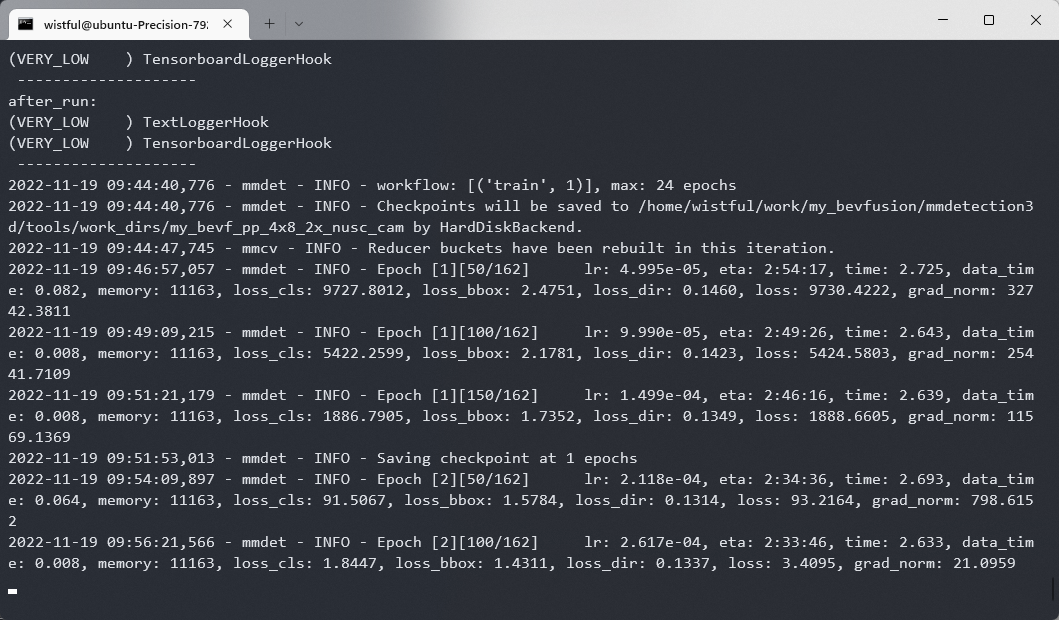 wistful@ubuntu-Precision-792
(VERY_LOW    ) TensorboardLoggerHook
 --------------------
after_run:
(VERY_LOW    ) TextLoggerHook
(VERY_LOW    ) TensorboardLoggerHook
 --------------------
2022-11-19 09:44:40,776 - mmdet - INFO - workflow: [('train', 1)], max: 24 epochs
2022-11-19 09:44:40,776 - mmdet - INFO - Checkpoints will be saved to /home/wistful/work/my_bevfusion/mmdetection3
d/tools/work_dirs/my_bevf_pp_4x8_2x_nusc_cam by HardDiskBackend.
2022-11-19 09:44:47,745 - mmcv - INFO - Reducer buckets have been rebuilt in this iteration.
2022-11-19 09:46:57,057 - mmdet - INFO - Epoch [1][50/162]      lr: 4.995e-05, eta: 2:54:17, time: 2.725, data_tim
e: 0.082, memory: 11163, loss_cls: 9727.8012, loss_bbox: 2.4751, loss_dir: 0.1460, loss: 9730.4222, grad_norm: 327
42.3811
2022-11-19 09:49:09,215 - mmdet - INFO - Epoch [1][100/162]     lr: 9.990e-05, eta: 2:49:26, time: 2.643, data_tim
e: 0.008, memory: 11163, loss_cls: 5422.2599, loss_bbox: 2.1781, loss_dir: 0.1423, loss: 5424.5803, grad_norm: 254
41.7109
2022-11-19 09:51:21,179 - mmdet - INFO - Epoch [1][150/162]     lr: 1.499e-04, eta: 2:46:16, time: 2.639, data_tim
e: 0.008, memory: 11163, loss_cls: 1886.7905, loss_bbox: 1.7352, loss_dir: 0.1349, loss: 1888.6605, grad_norm: 115
69.1369
2022-11-19 09:51:53,013 - mmdet - INFO - Saving checkpoint at 1 epochs
2022-11-19 09:54:09,897 - mmdet - INFO - Epoch [2][50/162]      lr: 2.118e-04, eta: 2:34:36, time: 2.693, data_tim
e: 0.064, memory: 11163, loss_cls: 91.5067, loss_bbox: 1.5784, loss_dir: 0.1314, loss: 93.2164, grad_norm: 798.615
2
2022-11-19 09:56:21,566 - mmdet - INFO - Epoch [2][100/162]     lr: 2.617e-04, eta: 2:33:46, time: 2.633, data_tim
e: 0.008, memory: 11163, loss_cls: 1.8447, loss_bbox: 1.4311, loss_dir: 0.1337, loss: 3.4095, grad_norm: 21.0959